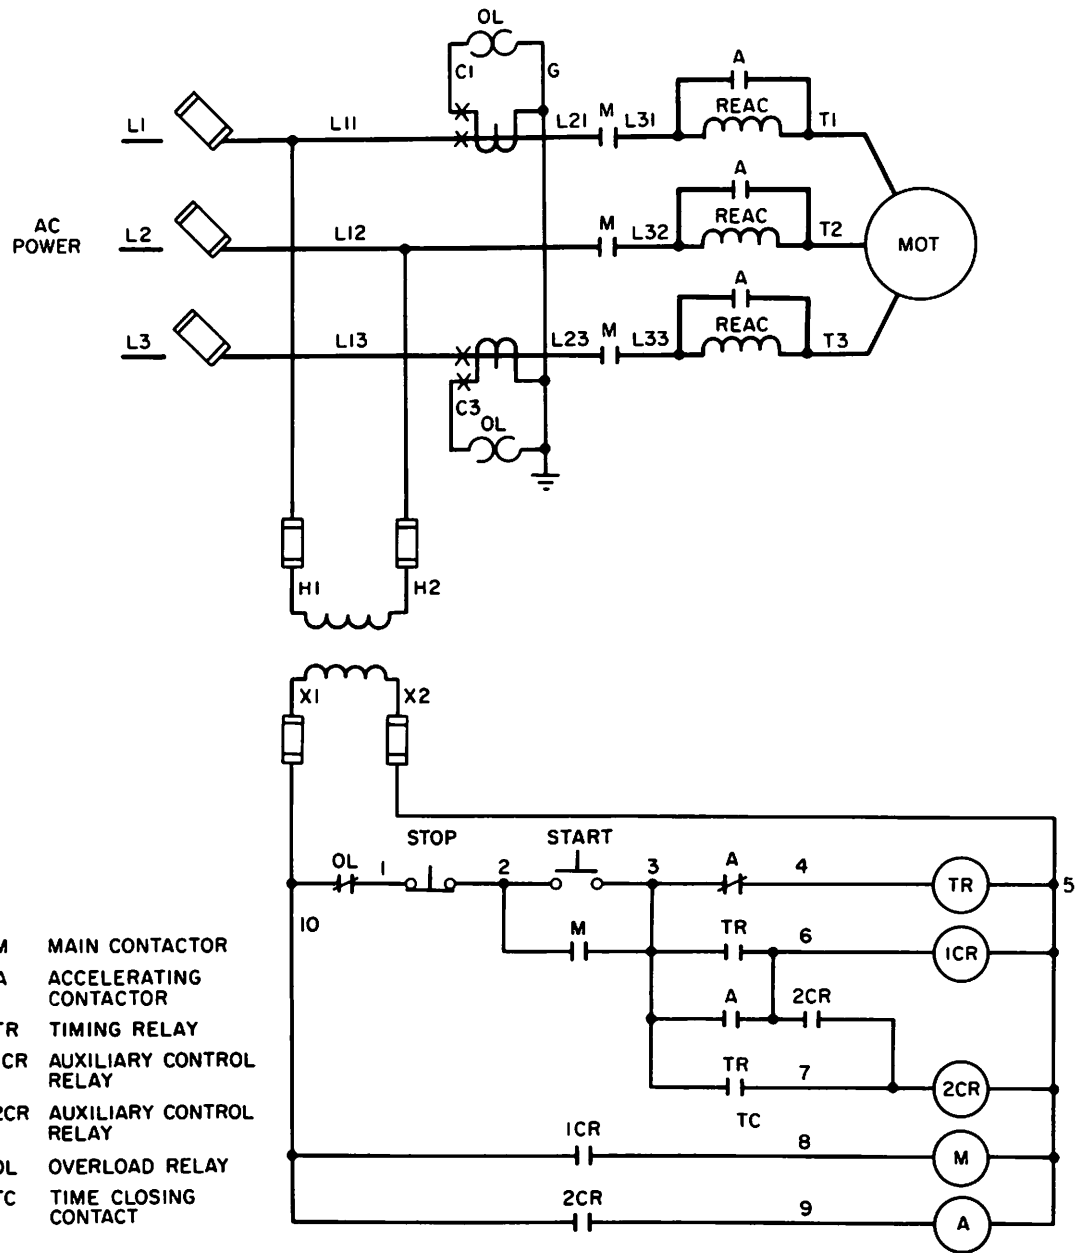 OL
C1 G
A
REAC
L1 L11 L21 M L31 T1
A
REAC
AC
POWER
L2 L12 M L32 T2
MOT
A
REAC
L3 L13 L23 M L33 T3
C3
OL
H1 H2
X1 X2
STOP START
OL 1 2 3 A 4 TR 5
10
M TR 6 1CR
A 2CR
TR 7 2CR
TC
1CR 8 M
2CR 9 A
M MAIN CONTACTOR
A ACCELERATING
CONTACTOR
TR TIMING RELAY
CR AUXILIARY CONTROL
RELAY
2CR AUXILIARY CONTROL
RELAY
OL OVERLOAD RELAY
TC TIME CLOSING
CONTACT